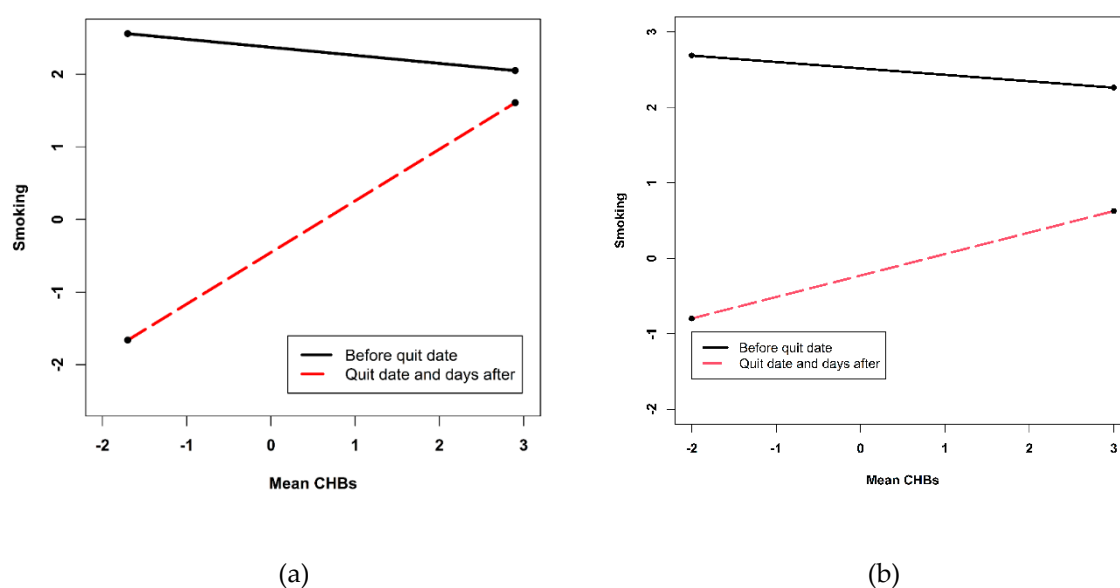 2
1
0
-1
-2
Smoking
-2 -1 0 1 2 3
Mean CHBs
Before quit date
Quit date and days after
(a)
3
2
1
0
-1
-2
Smoking
-2 -1 0 1 2 3
Mean CHBs
Before quit date
Quit date and days after
(b)